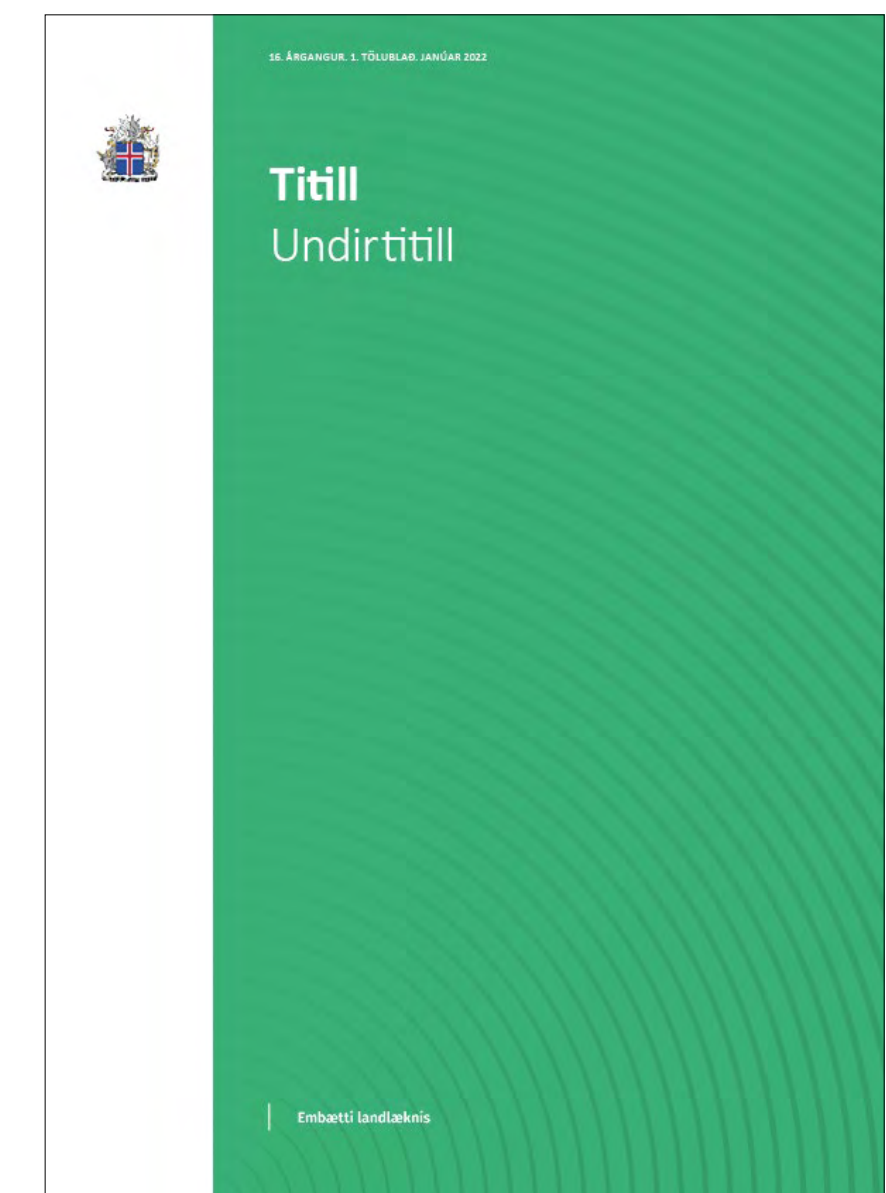 16. ÁRGANGUR. 1. TÖLUBLAÐ. JANÚAR 2022
Titill
Undirtitill
Embætti landlæknis